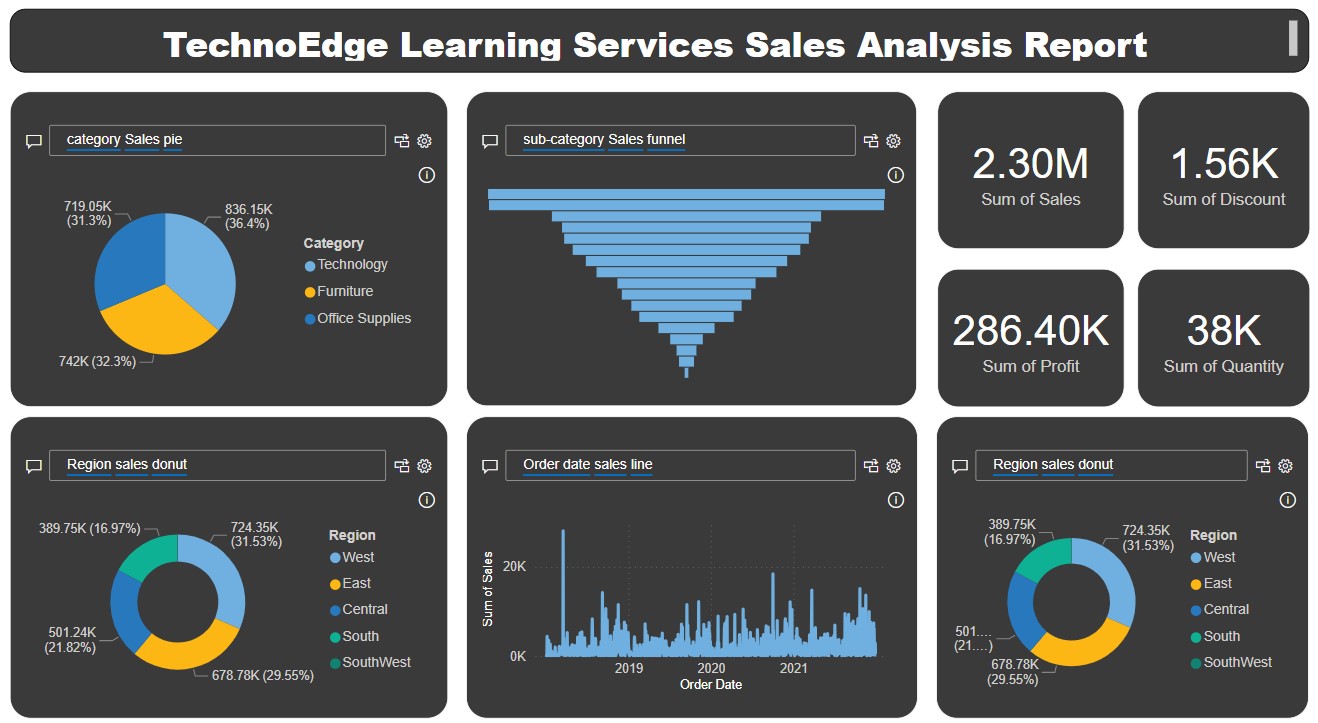 TechnoEdge Learning Services Sales Analysis Report
category Sales pie
719.05K
(31.3%)
836.15K
(36.4%)
742K (32.3%)
Category
Technology
Furniture
Office Supplies
sub-category Sales funnel
2.30M
Sum of Sales
1.56K
Sum of Discount
286.40K
Sum of Profit
38K
Sum of Quantity
Region sales donut
389.75K (16.97%)
724.35K
(31.53%)
501.24K
(21.82%)
678.78K (29.55%)
Region
West
East
Central
South
SouthWest
Order date sales line
Sum of Sales
20K
0K
2019
2020
2021
Order Date
Region sales donut
389.75K
(16.97%)
724.35K
(31.53%)
501....
(21....)
678.78K
(29.55%)
Region
West
East
Central
South
SouthWest